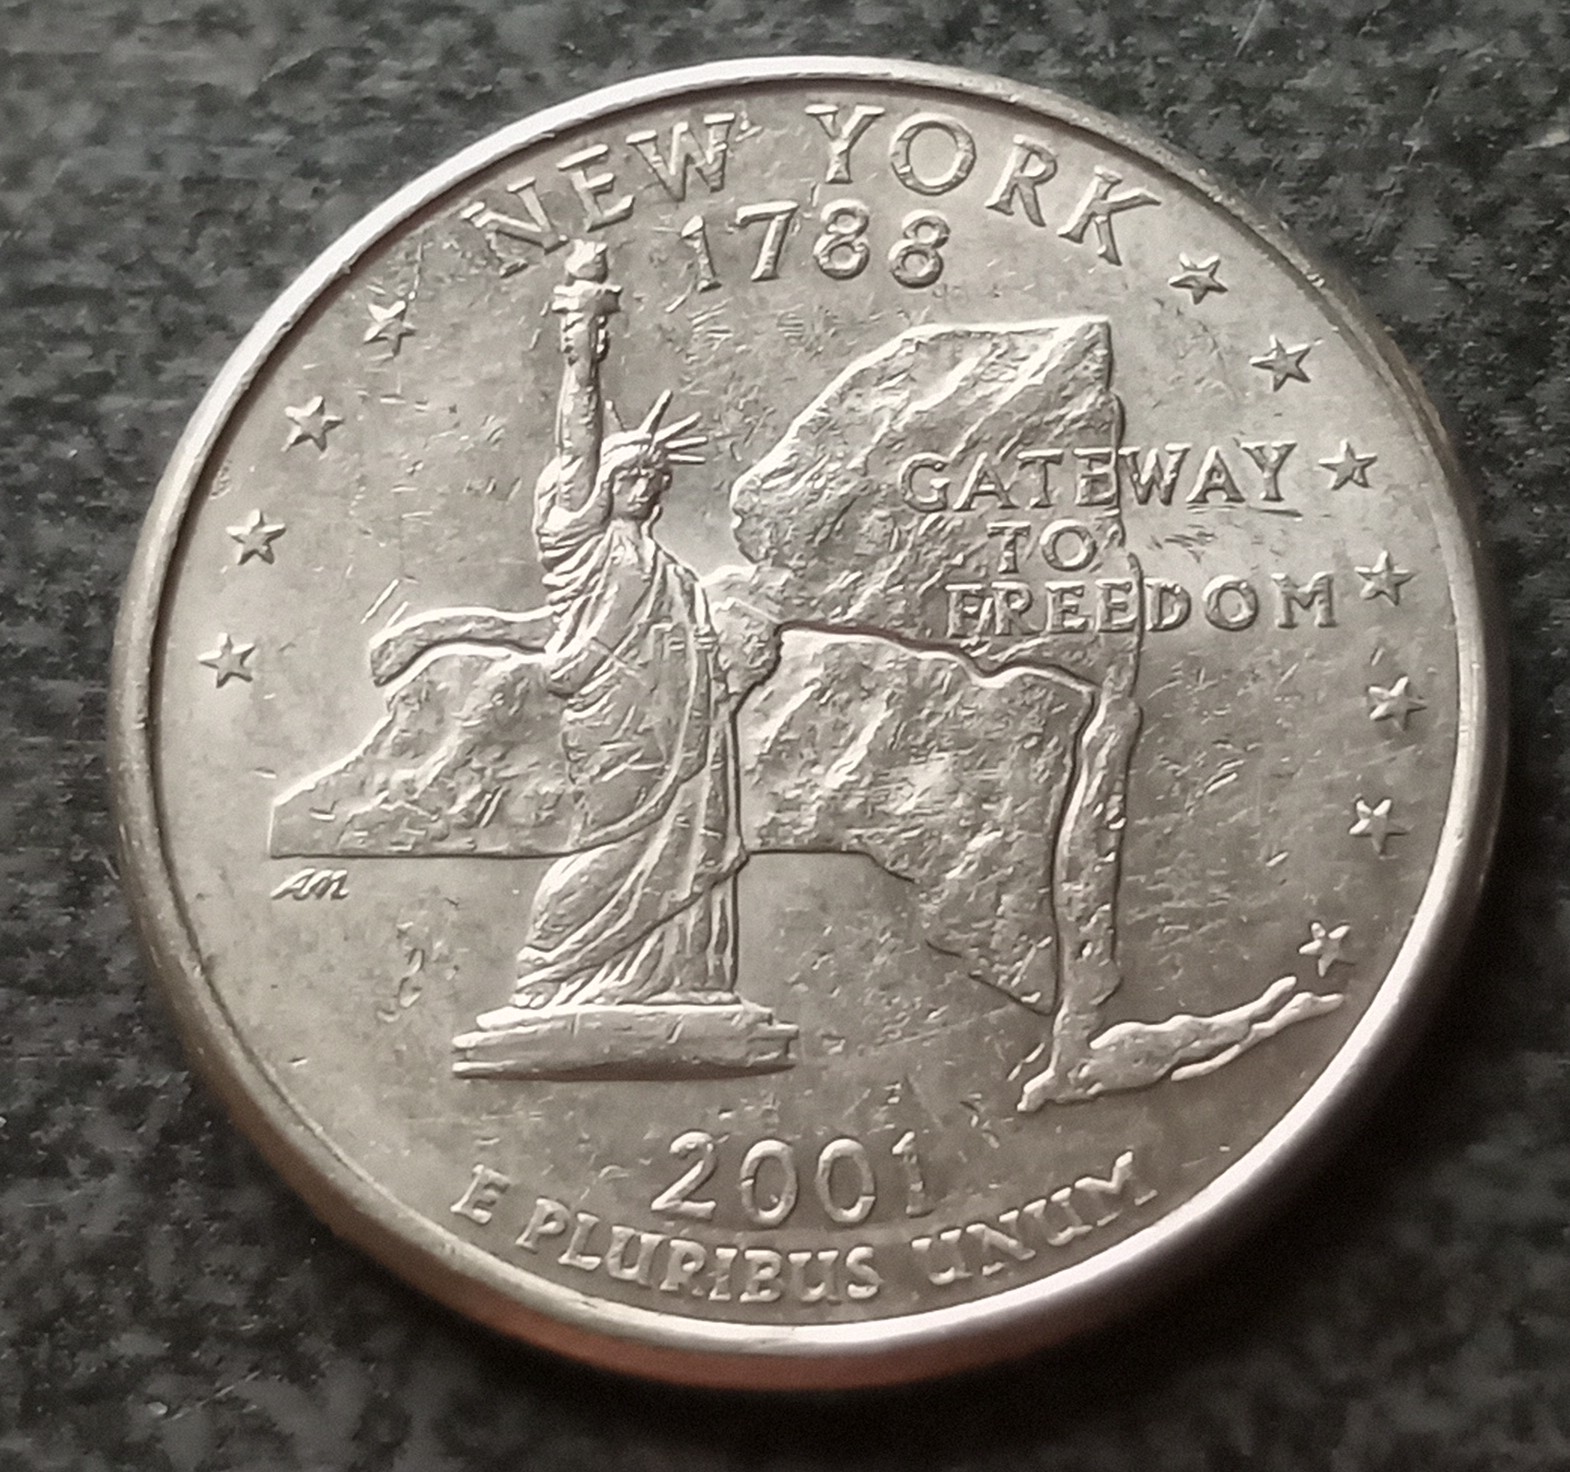 NEW YORK
1788
GATEWAY
TO
FREEDOM
AM
2001
E PLURIBUS UNUM